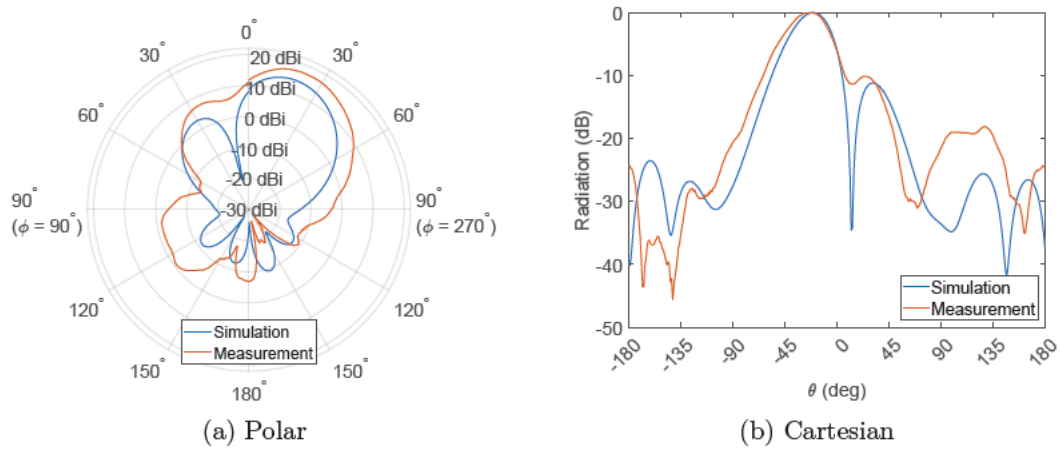 0°
30°
30°
60°
60°
90°
(ϕ = 90°)
90°
(ϕ = 270°)
120°
120°
150°
150°
180°
20 dBi
10 dBi
0 dBi
-10 dBi
-20 dBi
-30 dBi
Simulation
Measurement
(a) Polar
Radiation (dB)
0
-10
-20
-30
-40
-50
-180
-135
-90
-45
0
45
90
135
180
θ (deg)
Simulation
Measurement
(b) Cartesian